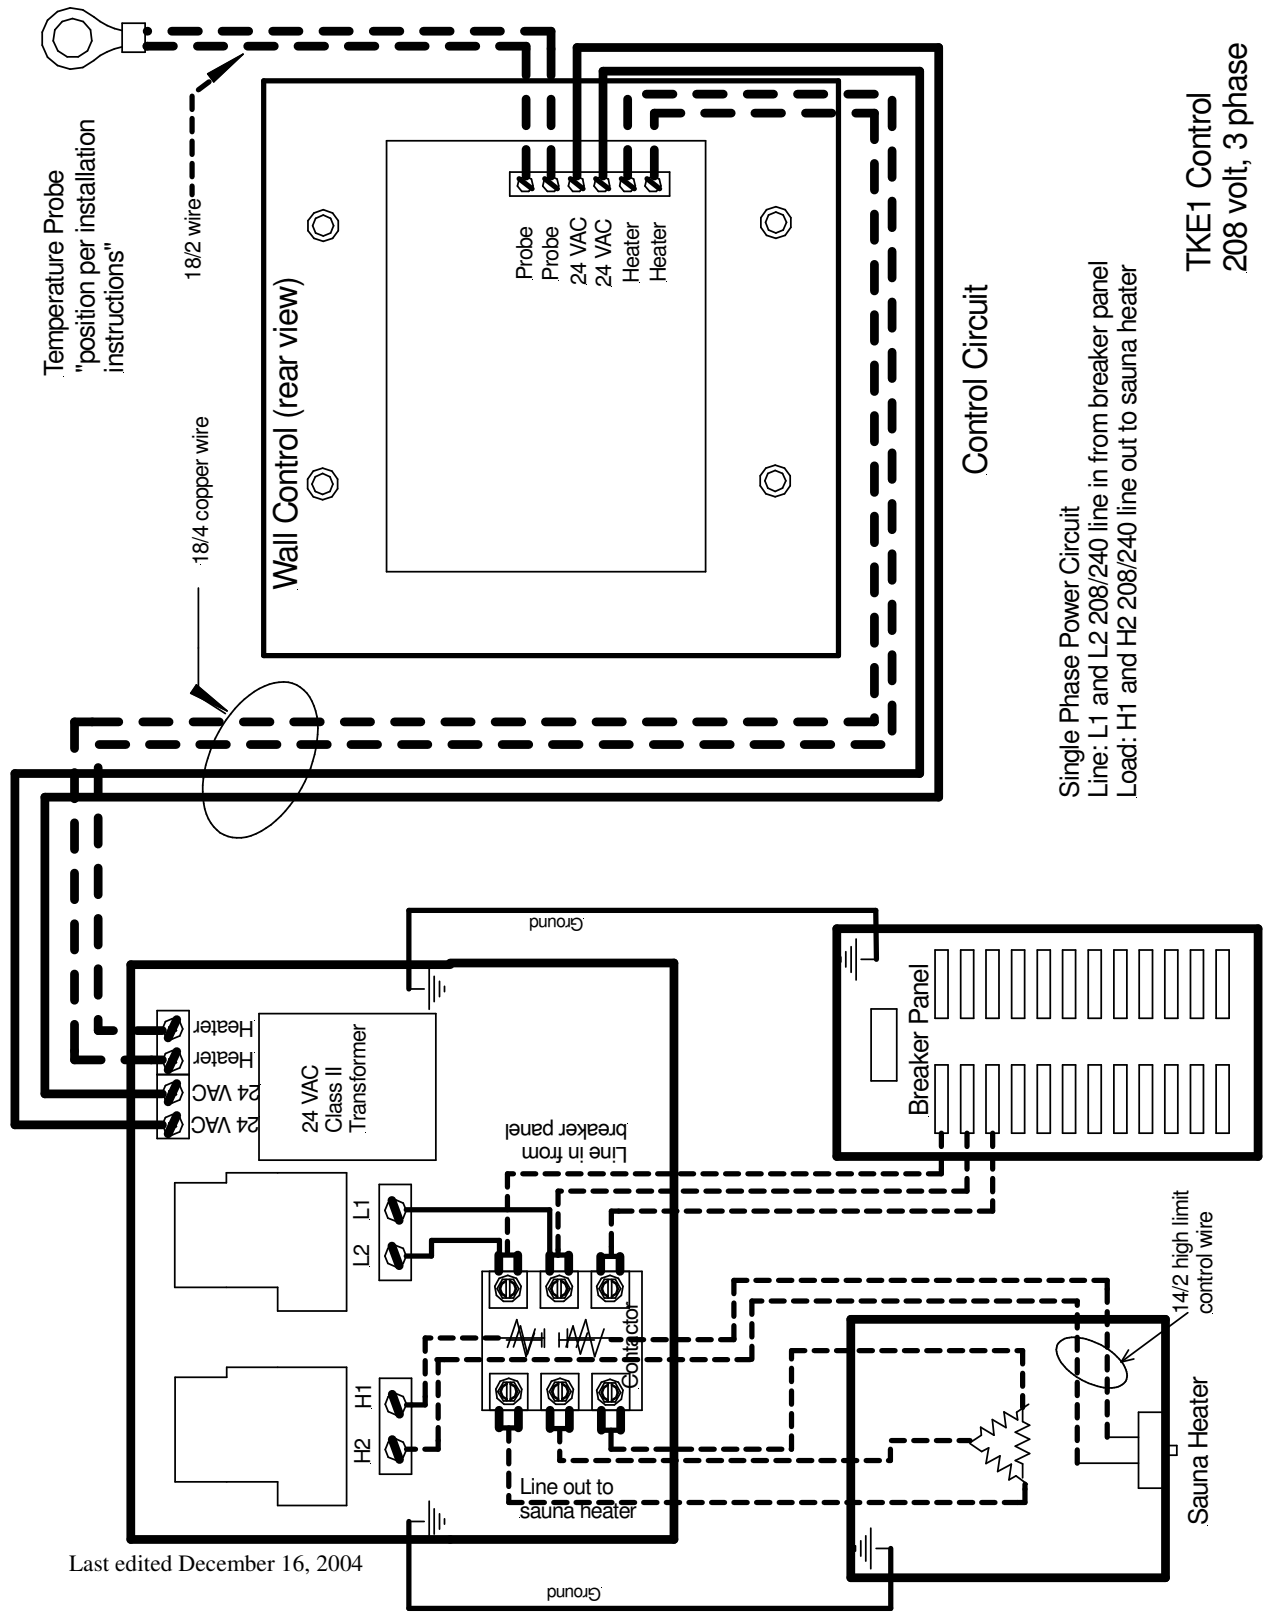 TKE1 Control
208 volt, 3 phase
Temperature Probe
"position per installation
instructions"
18/2 wire
18/4 copper wire
Wall Control (rear view)
Probe
Probe
24 VAC
24 VAC
Heater
Heater
Control Circuit
Single Phase Power Circuit
Line: L1 and L2 208/240 line in from breaker panel
Load: H1 and H2 208/240 line out to sauna heater
Ground
Heater
Heater
24 VAC
24 VAC
24 VAC
Class II
Transformer
Line in from
breaker panel
L1
L2
H1
H2
Contactor
Line out to
sauna heater
Breaker Panel
14/2 high limit
control wire
Sauna Heater
Ground
Last edited December 16, 2004